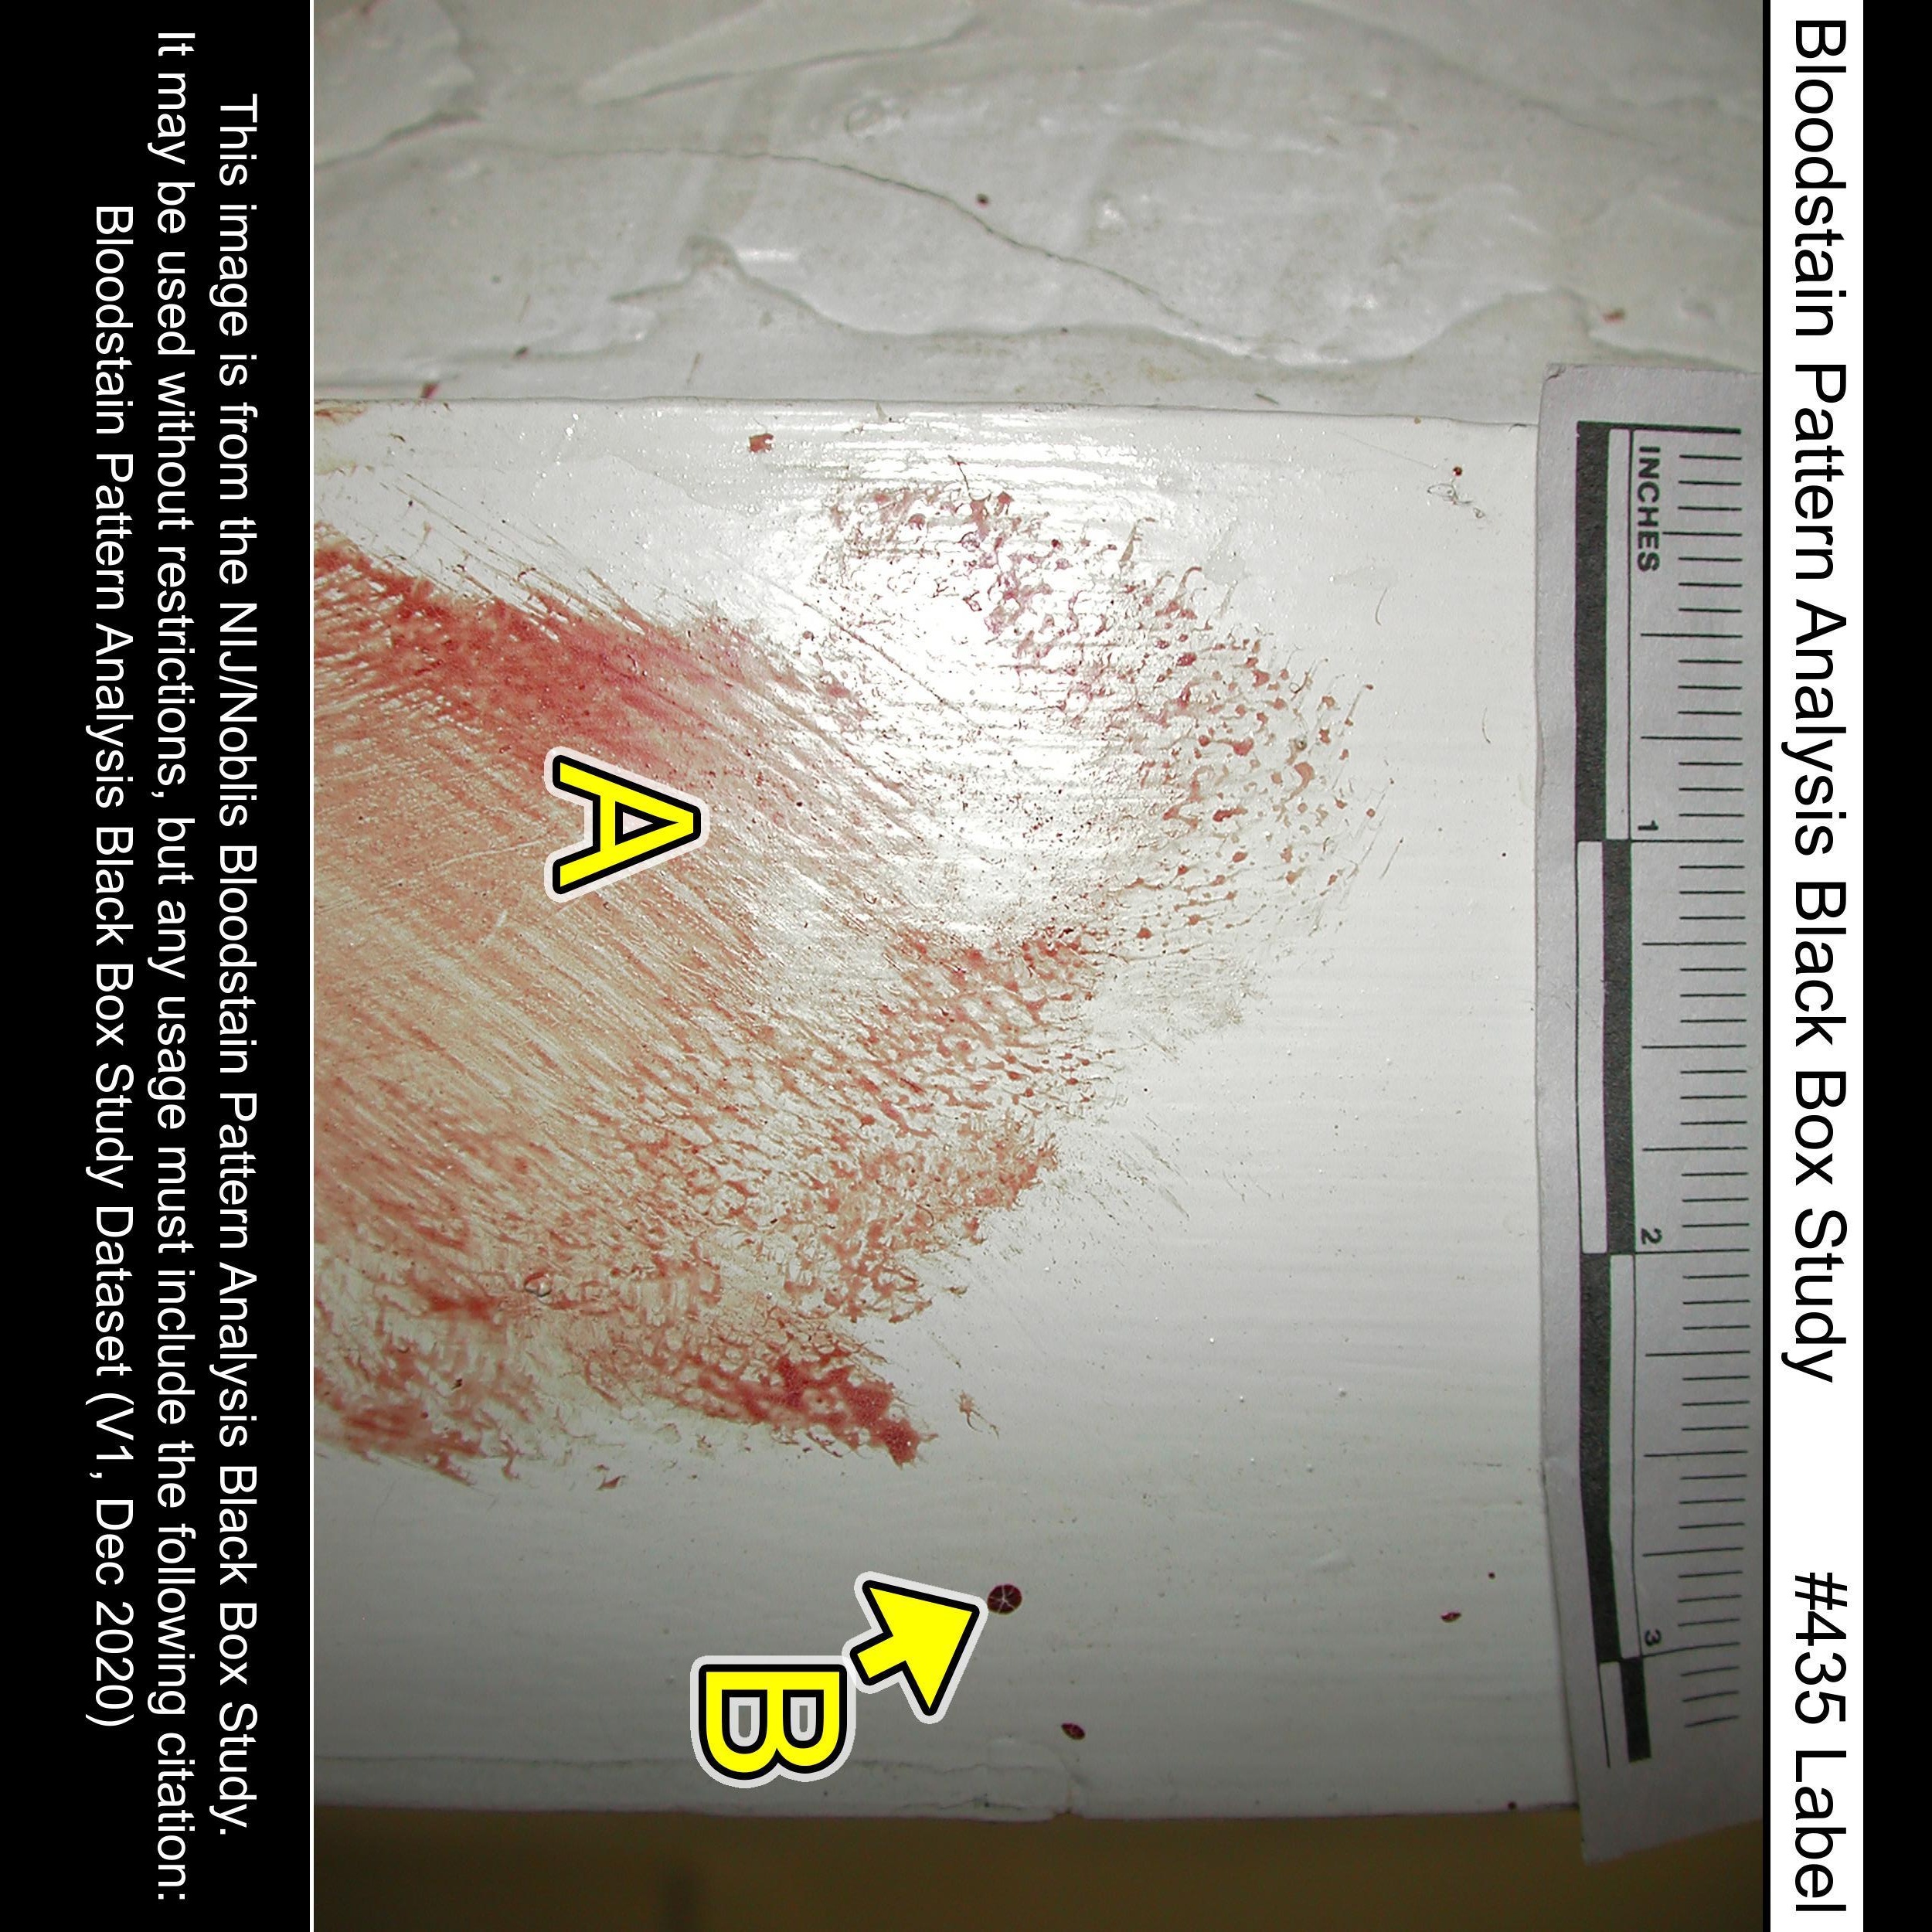 Bloodstain Pattern Analysis Black Box Study #435 Label
INCHES
1
2
3
A
B
This image is from the NIJ/Noblis Bloodstain Pattern Analysis Black Box Study.
It may be used without restrictions, but any usage must include the following citation:
Bloodstain Pattern Analysis Black Box Study Dataset (V1, Dec 2020)